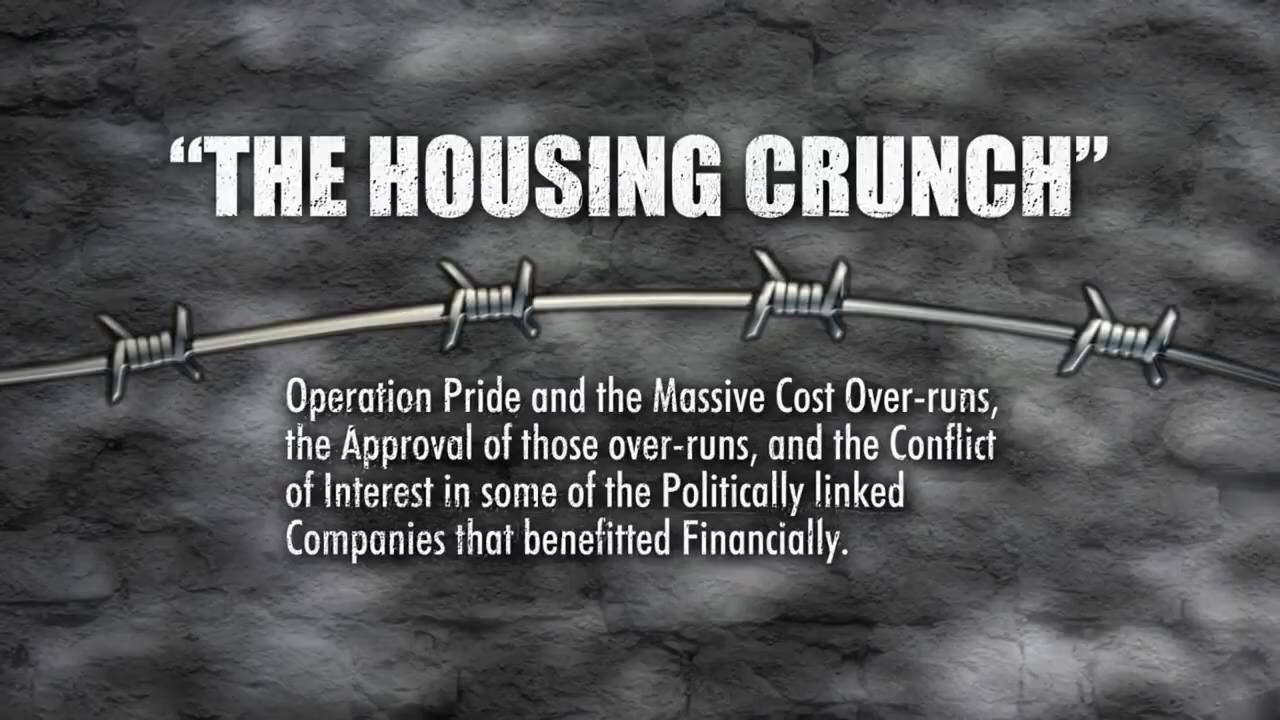 “THE HOUSING CRUNCH”
Operation Pride and the Massive Cost Over-runs,
the Approval of those over-runs, and the Conflict
of Interest in some of the Politically linked
Companies that benefitted Financially.